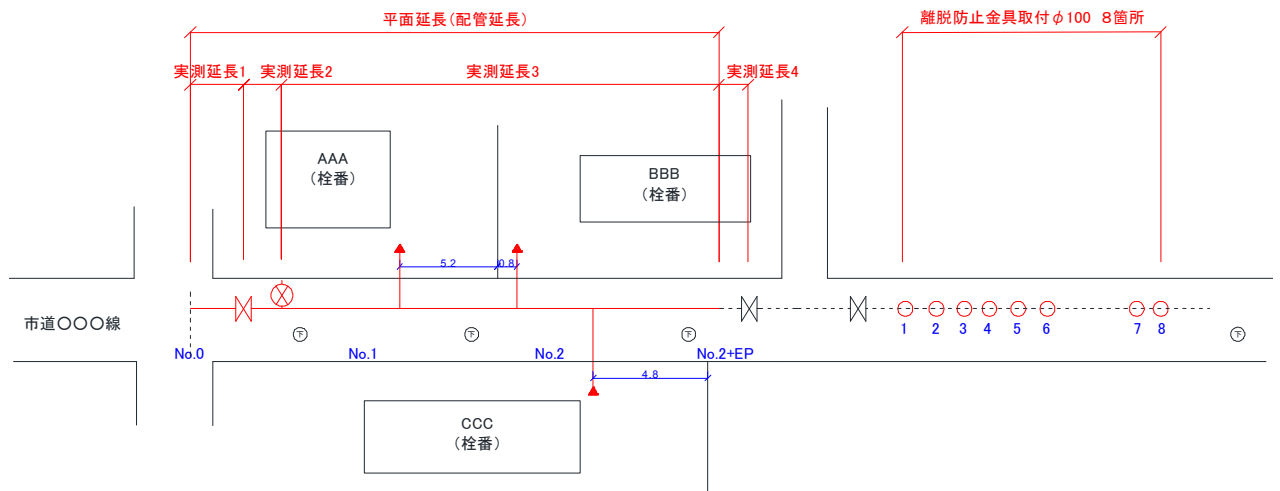 平面延長(配管延長)
離脱防止金具取付φ100 8箇所
実測延長1
実測延長2
実測延長3
実測延長4
AAA
(栓番)
BBB
(栓番)
5.2
0.8
市道〇〇〇線
下
下
下
下
1
2
3
4
5
6
7
8
No.0
No.1
No.2
No.2+EP
4.8
CCC
(栓番)